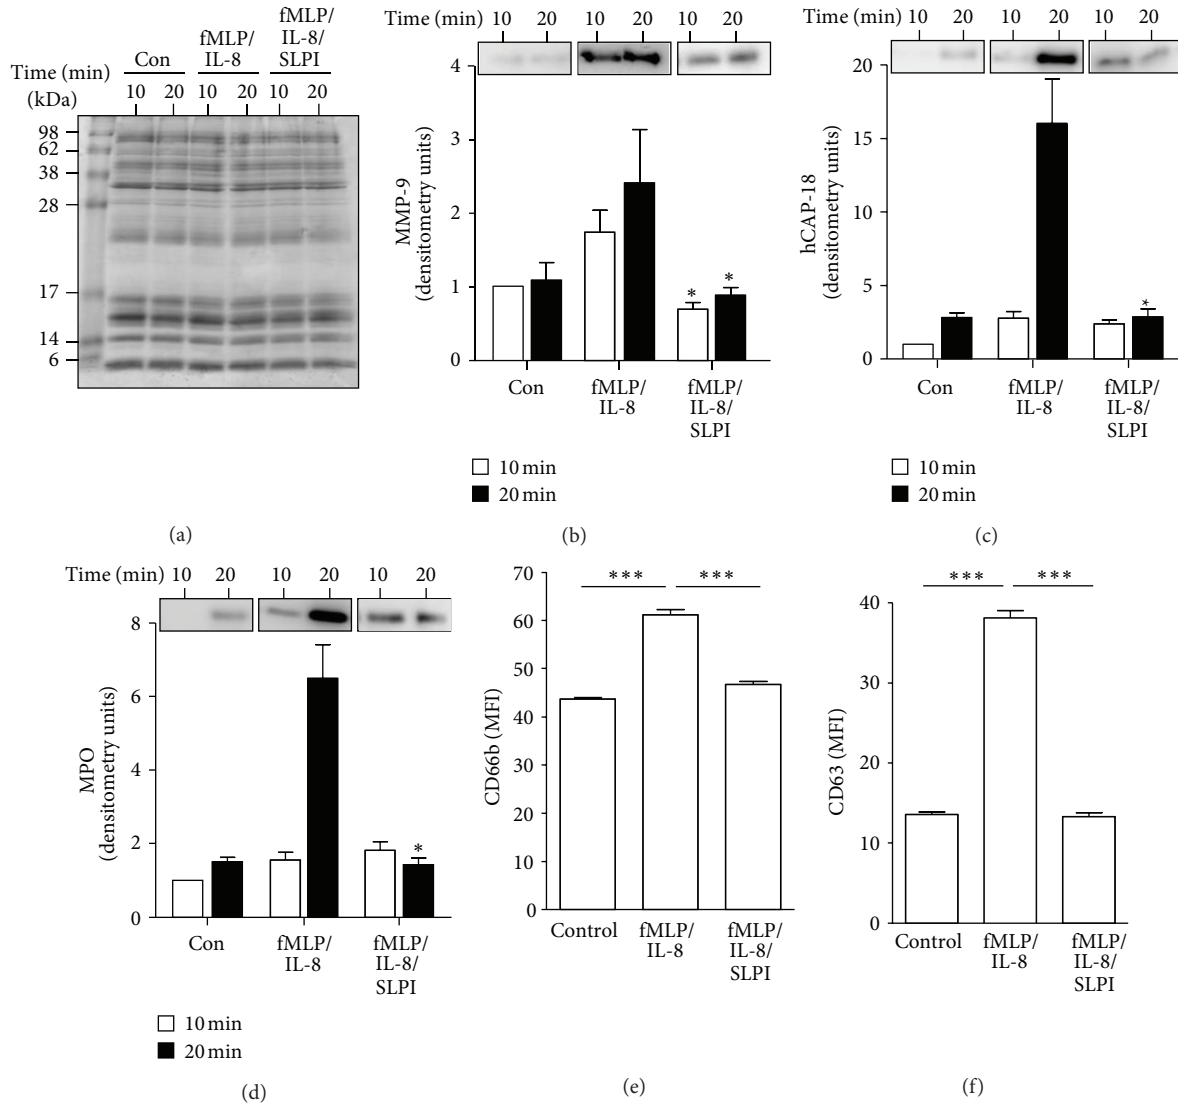 fMLP/
IL-8/
SLPI
fMLP/
IL-8
Con
Time (min)
10 20 10 20 10 20
(kDa)
98
62
38
28
17
14
6
(a)
Time (min) 10 20 10 20 10 20
MMP-9
(densitometry units)
4
3
2
1
0
* *
Con
fMLP/
IL-8
fMLP/
IL-8/
SLPI
10 min
20 min
(b)
Time (min) 10 20 10 20 10 20
hCAP-18
(densitometry units)
20
15
10
5
0
*
Con
fMLP/
IL-8
fMLP/
IL-8/
SLPI
10 min
20 min
(c)
Time (min) 10 20 10 20 10 20
MPO
(densitometry units)
8
6
4
2
0
*
Con
fMLP/
IL-8
fMLP/
IL-8/
SLPI
10 min
20 min
(d)
CD66b (MFI)
70
60
50
40
30
20
10
0
*** ***
Control
fMLP/
IL-8
fMLP/
IL-8/
SLPI
(e)
CD63 (MFI)
40
30
20
10
0
*** ***
Control
fMLP/
IL-8
fMLP/
IL-8/
SLPI
(f)